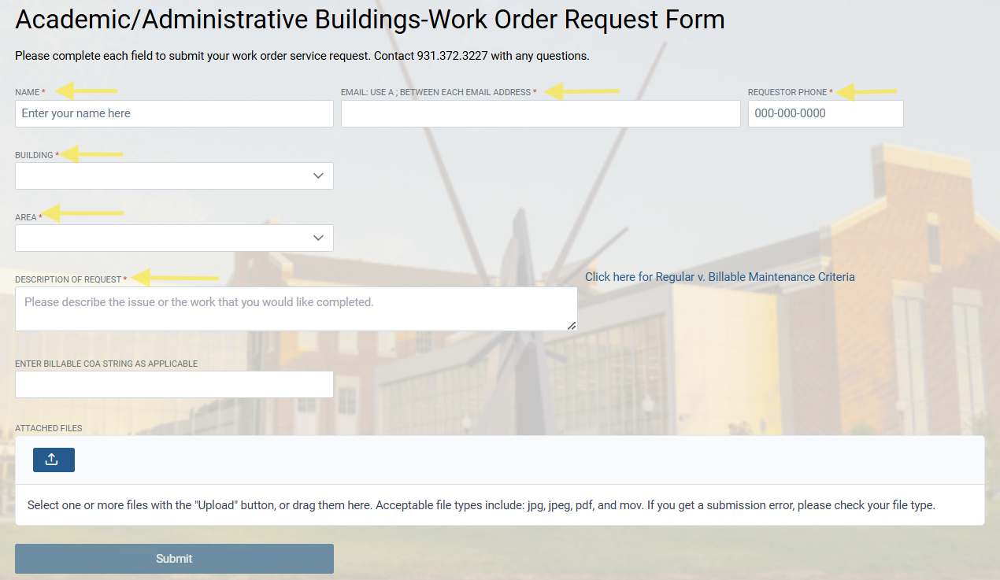 Academic/Administrative Buildings-Work Order Request Form
Please complete each field to submit your work order service request. Contact 931.372.3227 with any questions.
NAME *
EMAIL: USE A ; BETWEEN EACH EMAIL ADDRESS *
REQUESTOR PHONE *
Enter your name here
000-000-0000
BUILDING *
AREA *
DESCRIPTION OF REQUEST *
Click here for Regular v. Billable Maintenance Criteria
Please describe the issue or the work that you would like completed.
ENTER BILLABLE COA STRING AS APPLICABLE
ATTACHED FILES
Select one or more files with the "Upload" button, or drag them here. Acceptable file types include: jpg, jpeg, pdf, and mov. If you get a submission error, please check your file type.
Submit